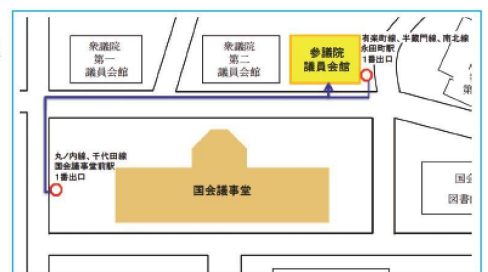 衆議院
第一
議員会館
衆議院
第二
議員会館
参議院
議員会館
有楽町線、半蔵門線、南北線
永田町駅
1番出口
丸ノ内線、千代田線
国会議事堂前駅
1番出口
国会議事堂
国会
図書
第